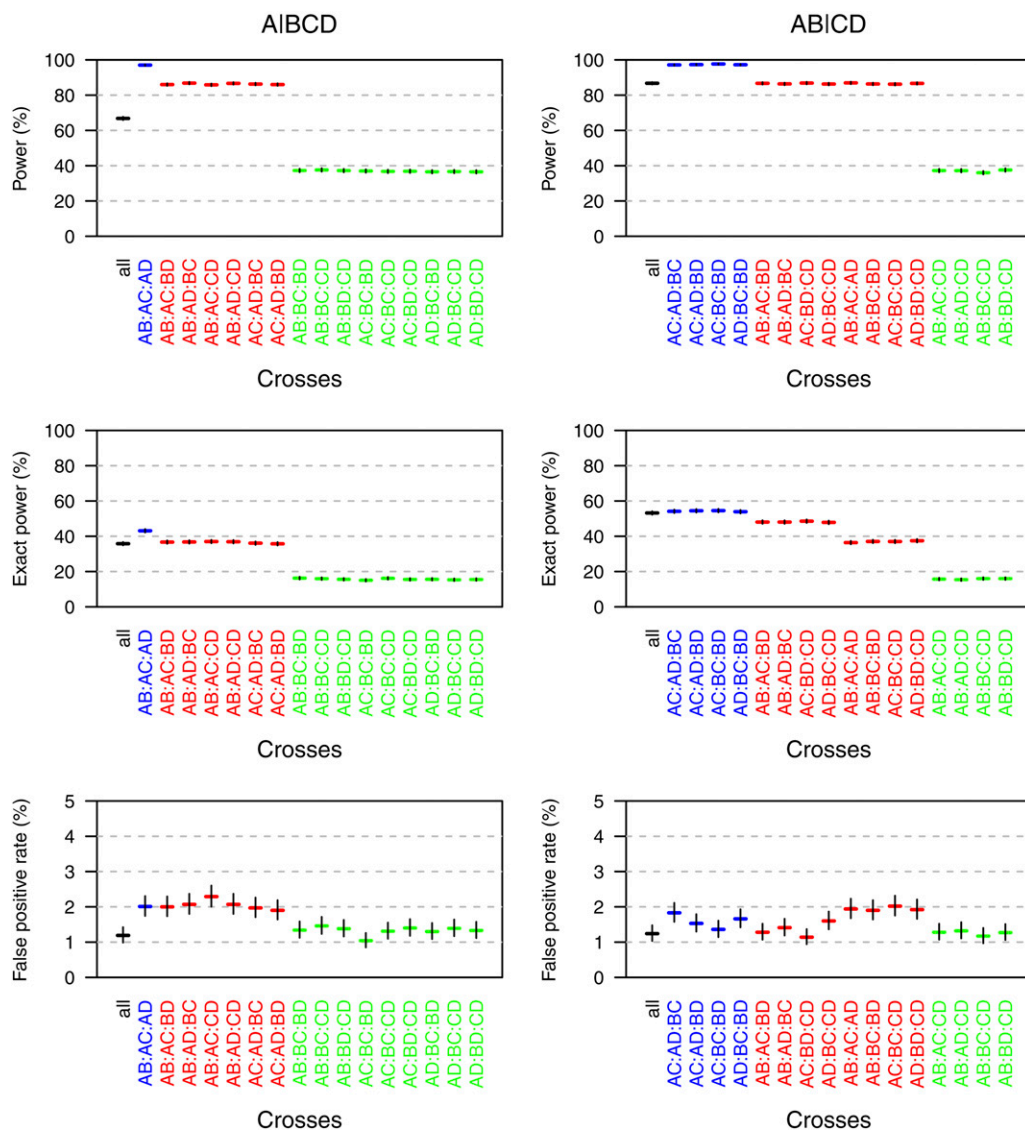 A|BCD
Power (%)
100
80
60
40
20
0
all
AB:AC:AD
AB:AC:BD
AB:AD:BC
AB:AC:CD
AB:AD:CD
AC:AD:BC
AC:AD:BD
AB:BC:BD
AB:BC:CD
AB:BD:CD
AC:BC:BD
AC:BC:CD
AC:BD:CD
AD:BC:BD
AD:BC:CD
AD:BD:CD
Crosses
AB|CD
Power (%)
100
80
60
40
20
0
all
AC:AD:BC
AC:AD:BD
AC:BC:BD
AD:BC:BD
AB:AC:BD
AB:AD:BC
AC:BD:CD
AD:BC:CD
AB:AC:AD
AB:BC:BD
AC:BC:CD
AD:BD:CD
AB:AC:CD
AB:AD:CD
AB:BC:CD
AB:BD:CD
Crosses
Exact power (%)
100
80
60
40
20
0
all
AB:AC:AD
AB:AC:BD
AB:AD:BC
AB:AC:CD
AB:AD:CD
AC:AD:BC
AC:AD:BD
AB:BC:BD
AB:BC:CD
AB:BD:CD
AC:BC:BD
AC:BC:CD
AC:BD:CD
AD:BC:BD
AD:BC:CD
AD:BD:CD
Crosses
Exact power (%)
100
80
60
40
20
0
all
AC:AD:BC
AC:AD:BD
AC:BC:BD
AD:BC:BD
AB:AC:BD
AB:AD:BC
AC:BD:CD
AD:BC:CD
AB:AC:AD
AB:BC:BD
AC:BC:CD
AD:BD:CD
AB:AC:CD
AB:AD:CD
AB:BC:CD
AB:BD:CD
Crosses
False positive rate (%)
5
4
3
2
1
0
all
AB:AC:AD
AB:AC:BD
AB:AD:BC
AB:AC:CD
AB:AD:CD
AC:AD:BC
AC:AD:BD
AB:BC:BD
AB:BC:CD
AB:BD:CD
AC:BC:BD
AC:BC:CD
AC:BD:CD
AD:BC:BD
AD:BC:CD
AD:BD:CD
Crosses
False positive rate (%)
5
4
3
2
1
0
all
AC:AD:BC
AC:AD:BD
AC:BC:BD
AD:BC:BD
AB:AC:BD
AB:AD:BC
AC:BD:CD
AD:BC:CD
AB:AC:AD
AB:BC:BD
AC:BC:CD
AD:BD:CD
AB:AC:CD
AB:AD:CD
AB:BC:CD
AB:BD:CD
Crosses